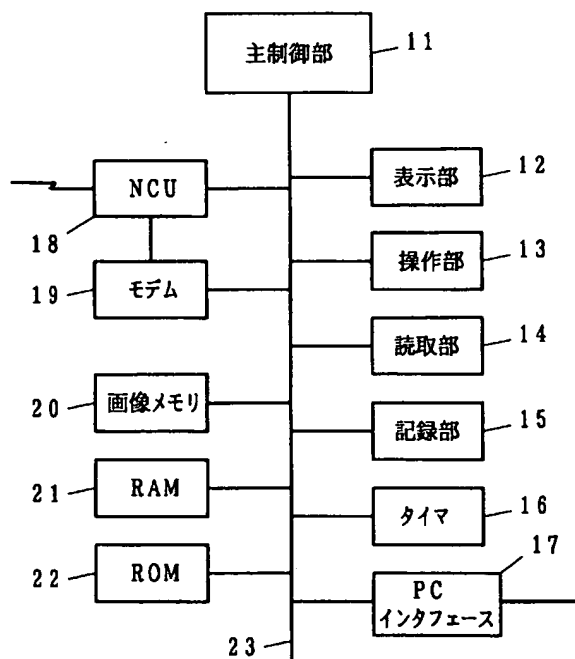 主制御部
11
NCU
18
表示部
12
操作部
13
モデム
19
読取部
14
画像メモリ
20
記録部
15
RAM
21
タイマ
16
ROM
22
PC
インタフェース
17
23